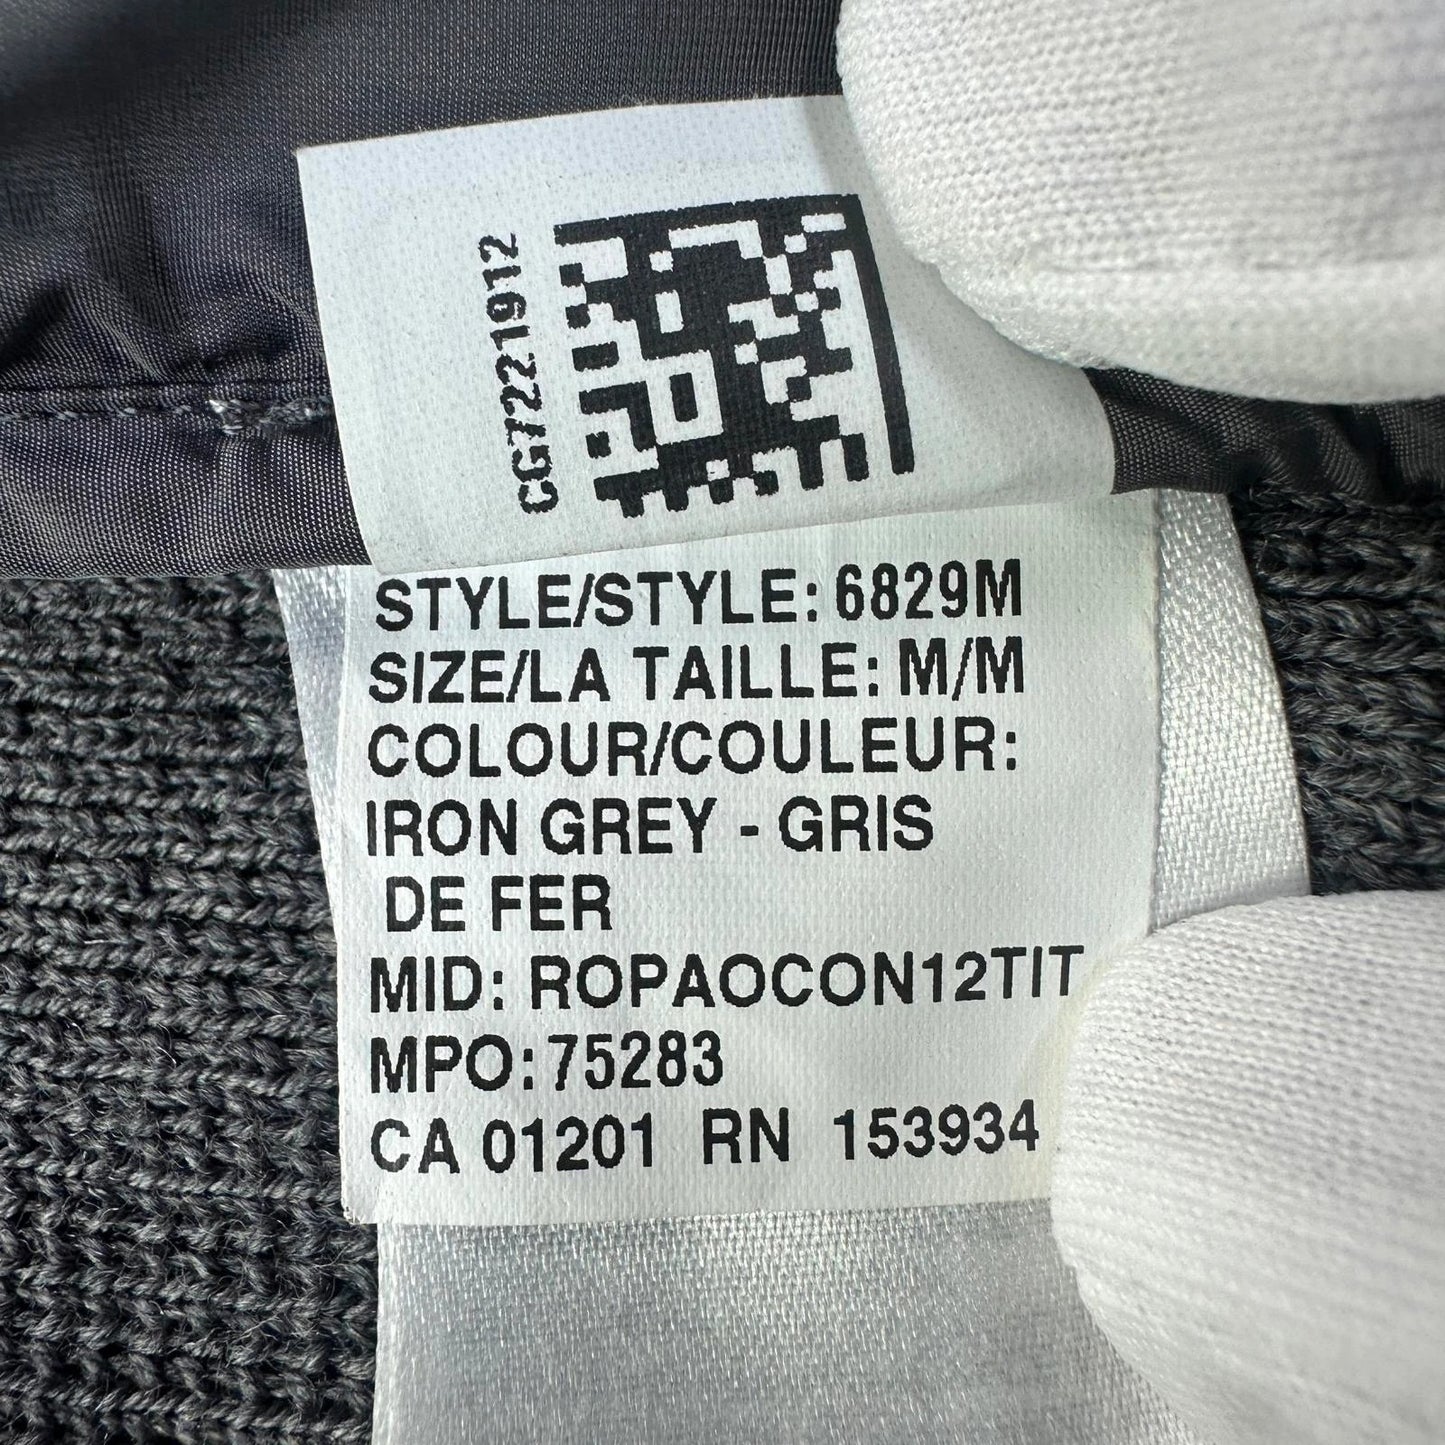 CG7221912
STYLE/STYLE: 6829M
SIZE/LA TAILLE: M/M
COLOUR/COULEUR:
IRON GREY - GRIS
DE FER
MID: ROPAOCON12TIT
MPO: 75283
CA 01201 RN 153934